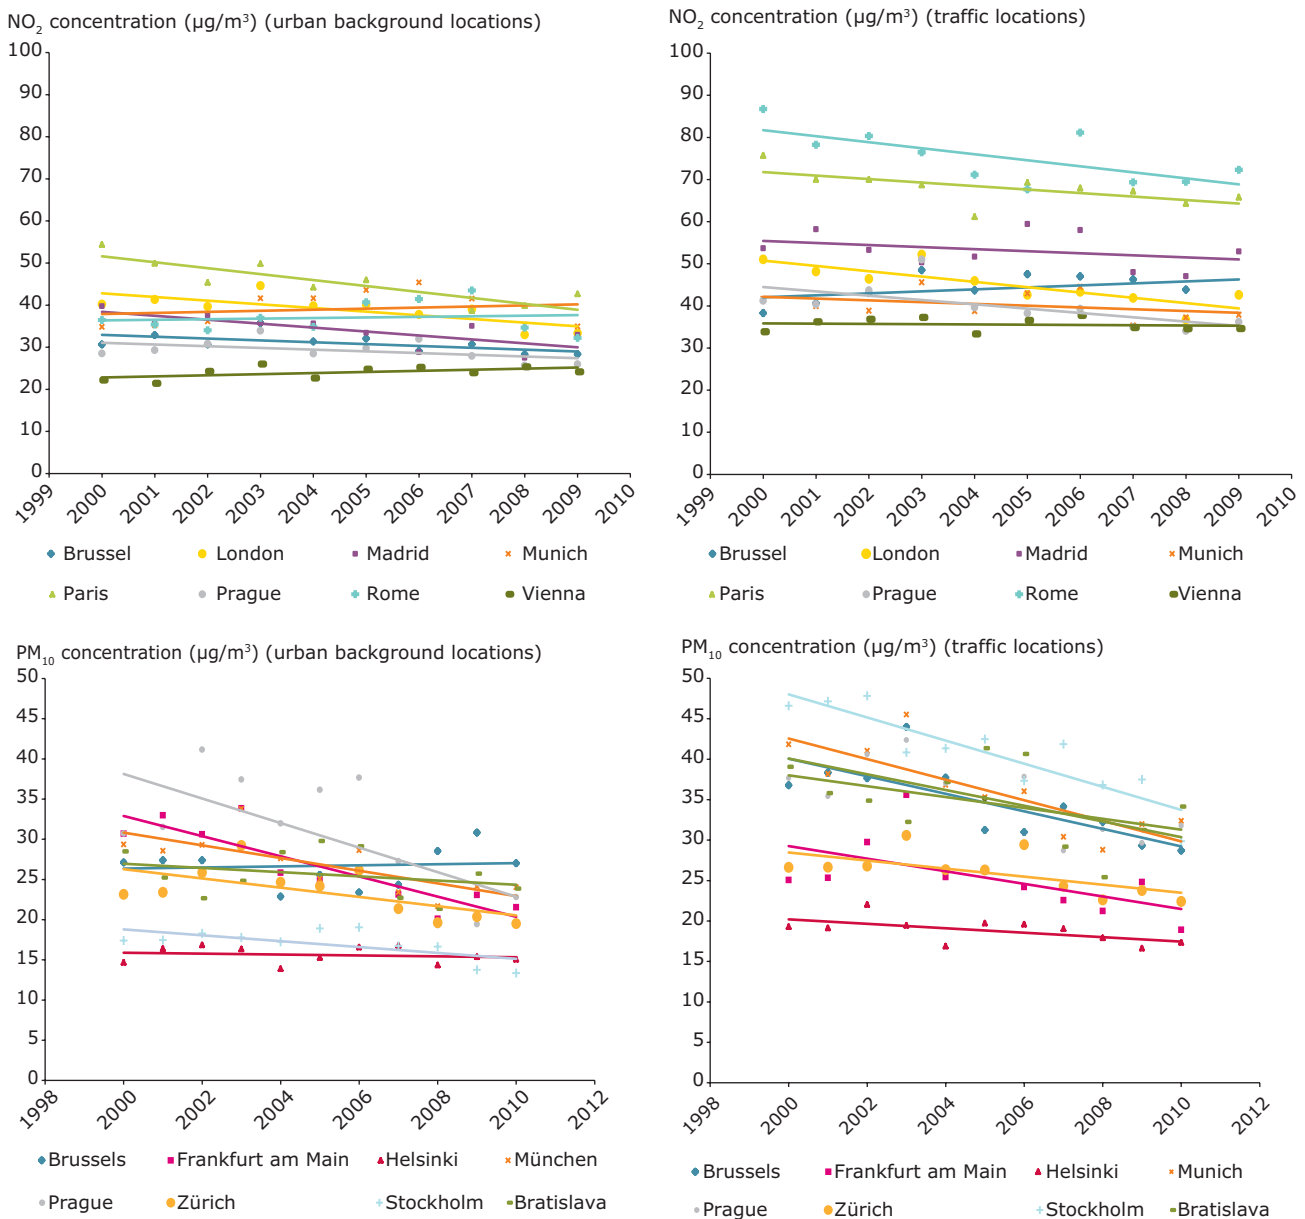 NO₂ concentration (µg/m³) (urban background locations)
100
90
80
70
60
50
40
30
20
10
0
1999 2000 2001 2002 2003 2004 2005 2006 2007 2008 2009 2010
Brussel London Madrid Munich
Paris Prague Rome Vienna
NO₂ concentration (µg/m³) (traffic locations)
100
90
80
70
60
50
40
30
20
10
0
1999 2000 2001 2002 2003 2004 2005 2006 2007 2008 2009 2010
Brussel London Madrid Munich
Paris Prague Rome Vienna
PM₁₀ concentration (µg/m³) (urban background locations)
50
45
40
35
30
25
20
15
10
5
0
1998 2000 2002 2004 2006 2008 2010 2012
Brussels Frankfurt am Main Helsinki München
Prague Zürich Stockholm Bratislava
PM₁₀ concentration (µg/m³) (traffic locations)
50
45
40
35
30
25
20
15
10
5
0
1998 2000 2002 2004 2006 2008 2010 2012
Brussels Frankfurt am Main Helsinki Munich
Prague Zürich Stockholm Bratislava